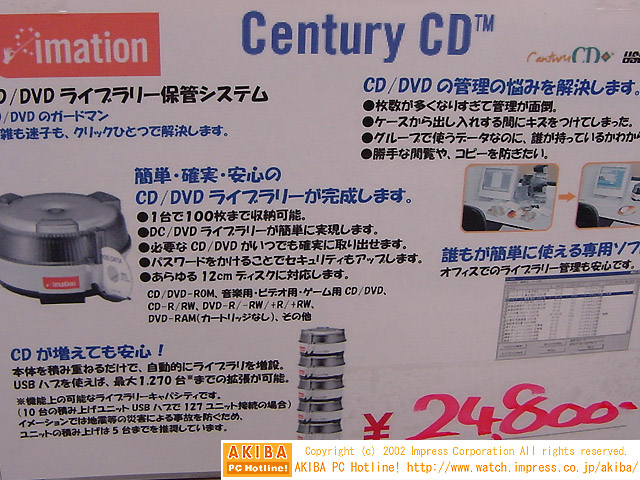 imation
Century CD™
Century CD
CD/DVD ライブラリー保管システム
CD/DVD のガードマン
雑も迷子も、クリックひとつで解決します。
CD/DVD の管理の悩みを解決します。
●枚数が多くなりすぎて管理が面倒。
●ケースから出し入れする間にキズをつけてしまった。
●グループで使うデータなのに、誰が持っているかわから
●勝手な閲覧や、コピーを防ぎたい。
簡単・確実・安心の
CD/DVD ライブラリーが完成します。
●1台で100枚まで収納可能。
●DC/DVD ライブラリーが簡単に実現します。
●必要な CD/DVD がいつでも確実に取り出せます。
●パスワードをかけることでセキュリティもアップします。
●あらゆる 12cm ディスクに対応します。
CD/DVD-ROM、音楽用・ビデオ用・ゲーム用 CD/DVD、
CD-R/RW、DVD-R/-RW/+R/+RW、
DVD-RAM(カートリッジなし)、その他
imation
誰もが簡単に使える専用ソフ
オフィスでのライブラリー管理も安心です。
CD が増えても安心！
本体を積み重ねるだけで、自動的にライブラリを増設。
USB ハブを使えば、最大1,270 台※までの拡張が可能。
※機能上の可能なライブラリーキャパシティです。
(10 台の積み上げユニット USB ハブで 127 ユニット接続の場合)
イメーションでは地震等の災害による事故を防ぐため、
ユニットの積み上げは 5 台までを推奨しています。
¥ 24,800-
AKIBA
PC Hotline!
Copyright (c) 2002 Impress Corporation All rights reserved.
AKIBA PC Hotline! http://www.watch.impress.co.jp/akiba/